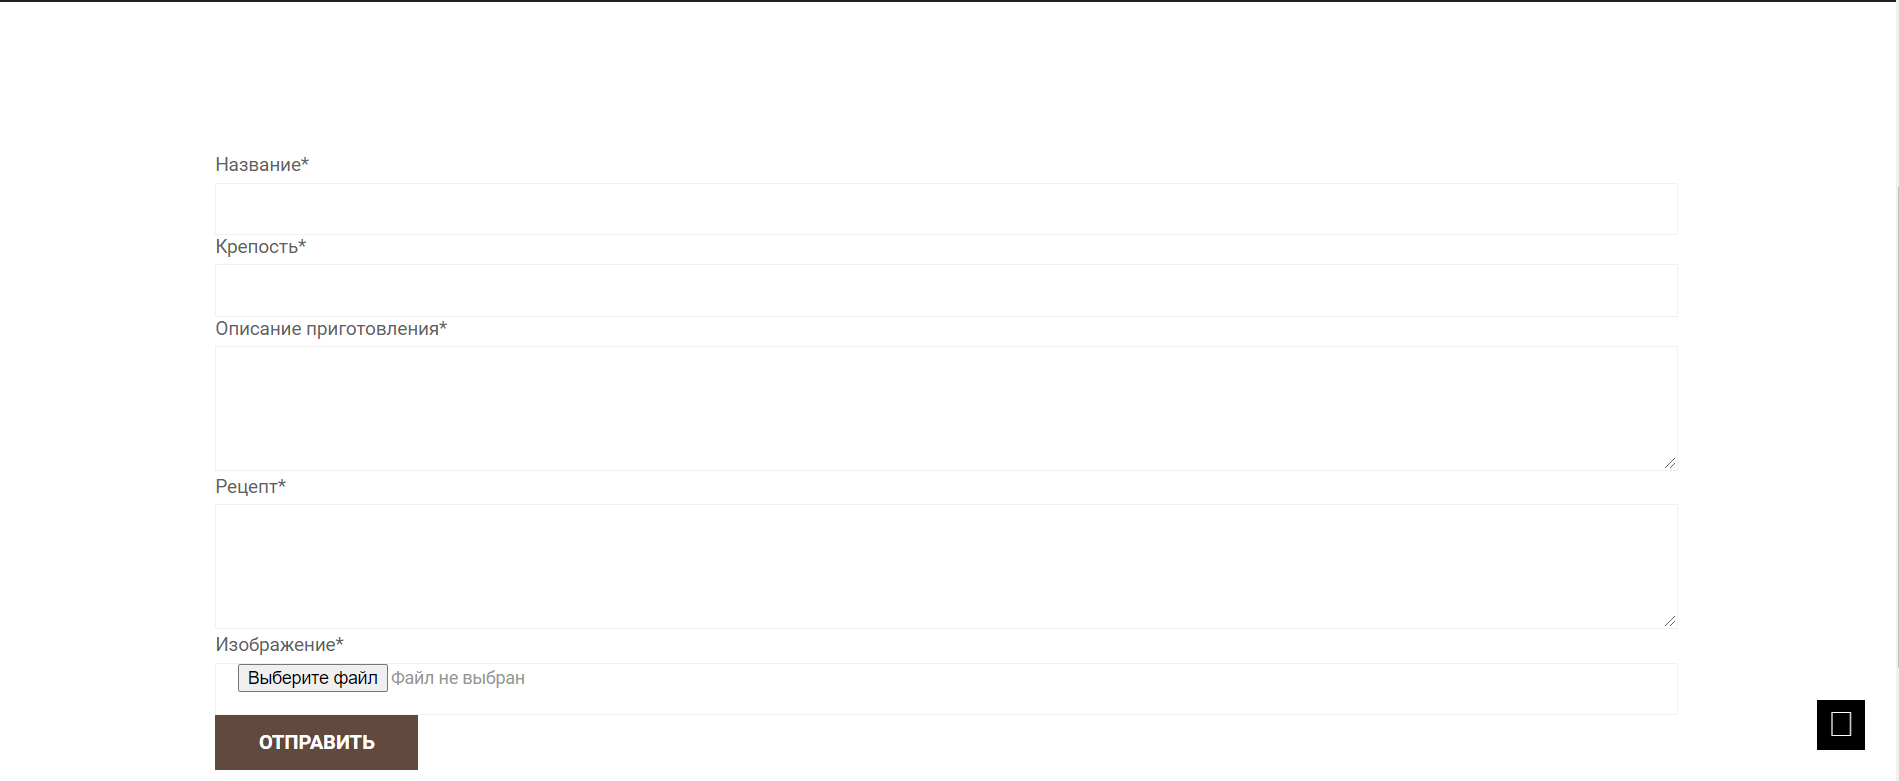 Название*
Крепость*
Описание приготовления*
Рецепт*
Изображение*
Выберите файл Файл не выбран
ОТПРАВИТЬ